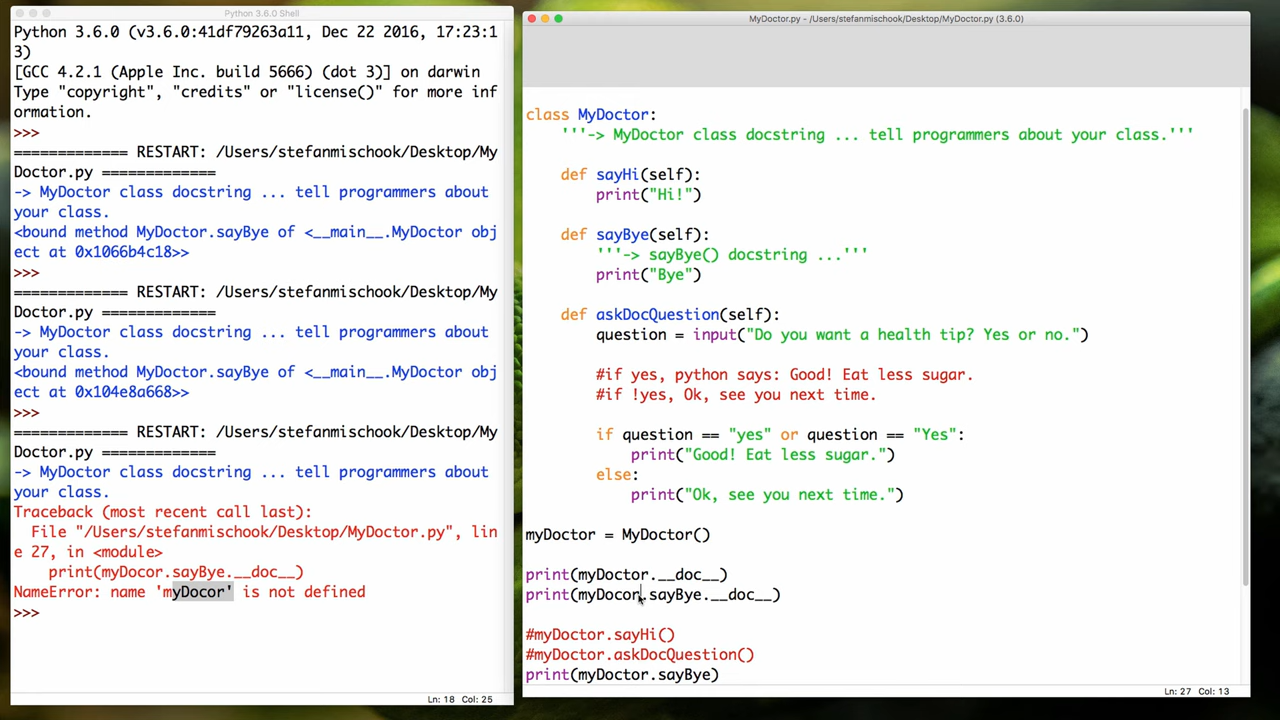 Python 3.6.0 Shell
Python 3.6.0 (v3.6.0:41df79263a11, Dec 22 2016, 17:23:1
3)
[GCC 4.2.1 (Apple Inc. build 5666) (dot 3)] on darwin
Type "copyright", "credits" or "license()" for more inf
ormation.
>>>
============= RESTART: /Users/stefanmischook/Desktop/My
Doctor.py =============
-> MyDoctor class docstring ... tell programmers about
your class.
<bound method MyDoctor.sayBye of <__main__.MyDoctor obj
ect at 0x1066b4c18>>
>>>
============= RESTART: /Users/stefanmischook/Desktop/My
Doctor.py =============
-> MyDoctor class docstring ... tell programmers about
your class.
<bound method MyDoctor.sayBye of <__main__.MyDoctor obj
ect at 0x104e8a668>>
>>>
============= RESTART: /Users/stefanmischook/Desktop/My
Doctor.py =============
-> MyDoctor class docstring ... tell programmers about
your class.
Traceback (most recent call last):
  File "/Users/stefanmischook/Desktop/MyDoctor.py", lin
e 27, in <module>
    print(myDocor.sayBye.__doc__)
NameError: name 'myDocor' is not defined
>>>
Ln: 18 Col: 25
MyDoctor.py - /Users/stefanmischook/Desktop/MyDoctor.py (3.6.0)
class MyDoctor:
    '''-> MyDoctor class docstring ... tell programmers about your class.'''
    def sayHi(self):
        print("Hi!")
    def sayBye(self):
        '''-> sayBye() docstring ...'''
        print("Bye")
    def askDocQuestion(self):
        question = input("Do you want a health tip? Yes or no.")
        #if yes, python says: Good! Eat less sugar.
        #if !yes, Ok, see you next time.
        if question == "yes" or question == "Yes":
            print("Good! Eat less sugar.")
        else:
            print("Ok, see you next time.")
myDoctor = MyDoctor()
print(myDoctor.__doc__)
print(myDocor.sayBye.__doc__)
#myDoctor.sayHi()
#myDoctor.askDocQuestion()
print(myDoctor.sayBye)
Ln: 27 Col: 13